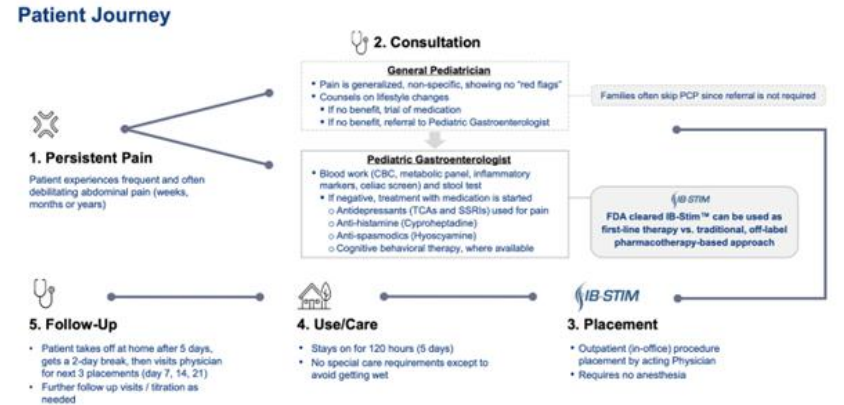 Patient Journey
2. Consultation
General Pediatrician
• Pain is generalized, non-specific, showing no "red flags"
• Counsels on lifestyle changes
• If no benefit, trial of medication
• If no benefit, referral to Pediatric Gastroenterologist
Families often skip PCP since referral is not required
1. Persistent Pain
Patient experiences frequent and often
debilitating abdominal pain (weeks,
months or years)
Pediatric Gastroenterologist
• Blood work (CBC, metabolic panel, inflammatory
markers, celiac screen) and stool test
• If negative, treatment with medication is started
o Antidepressants (TCAs and SSRIs) used for pain
o Anti-histamine (Cyproheptadine)
o Anti-spasmodics (Hyoscyamine)
o Cognitive behavioral therapy, where available
IB-STIM
FDA cleared IB-Stim™ can be used as
first-line therapy vs. traditional, off-label
pharmacotherapy-based approach
5. Follow-Up
• Patient takes off at home after 5 days,
gets a 2-day break, then visits physician
for next 3 placements (day 7, 14, 21)
• Further follow up visits / titration as
needed
4. Use/Care
• Stays on for 120 hours (5 days)
• No special care requirements except to
avoid getting wet
IB-STIM
3. Placement
• Outpatient (in-office) procedure
placement by acting Physician
• Requires no anesthesia